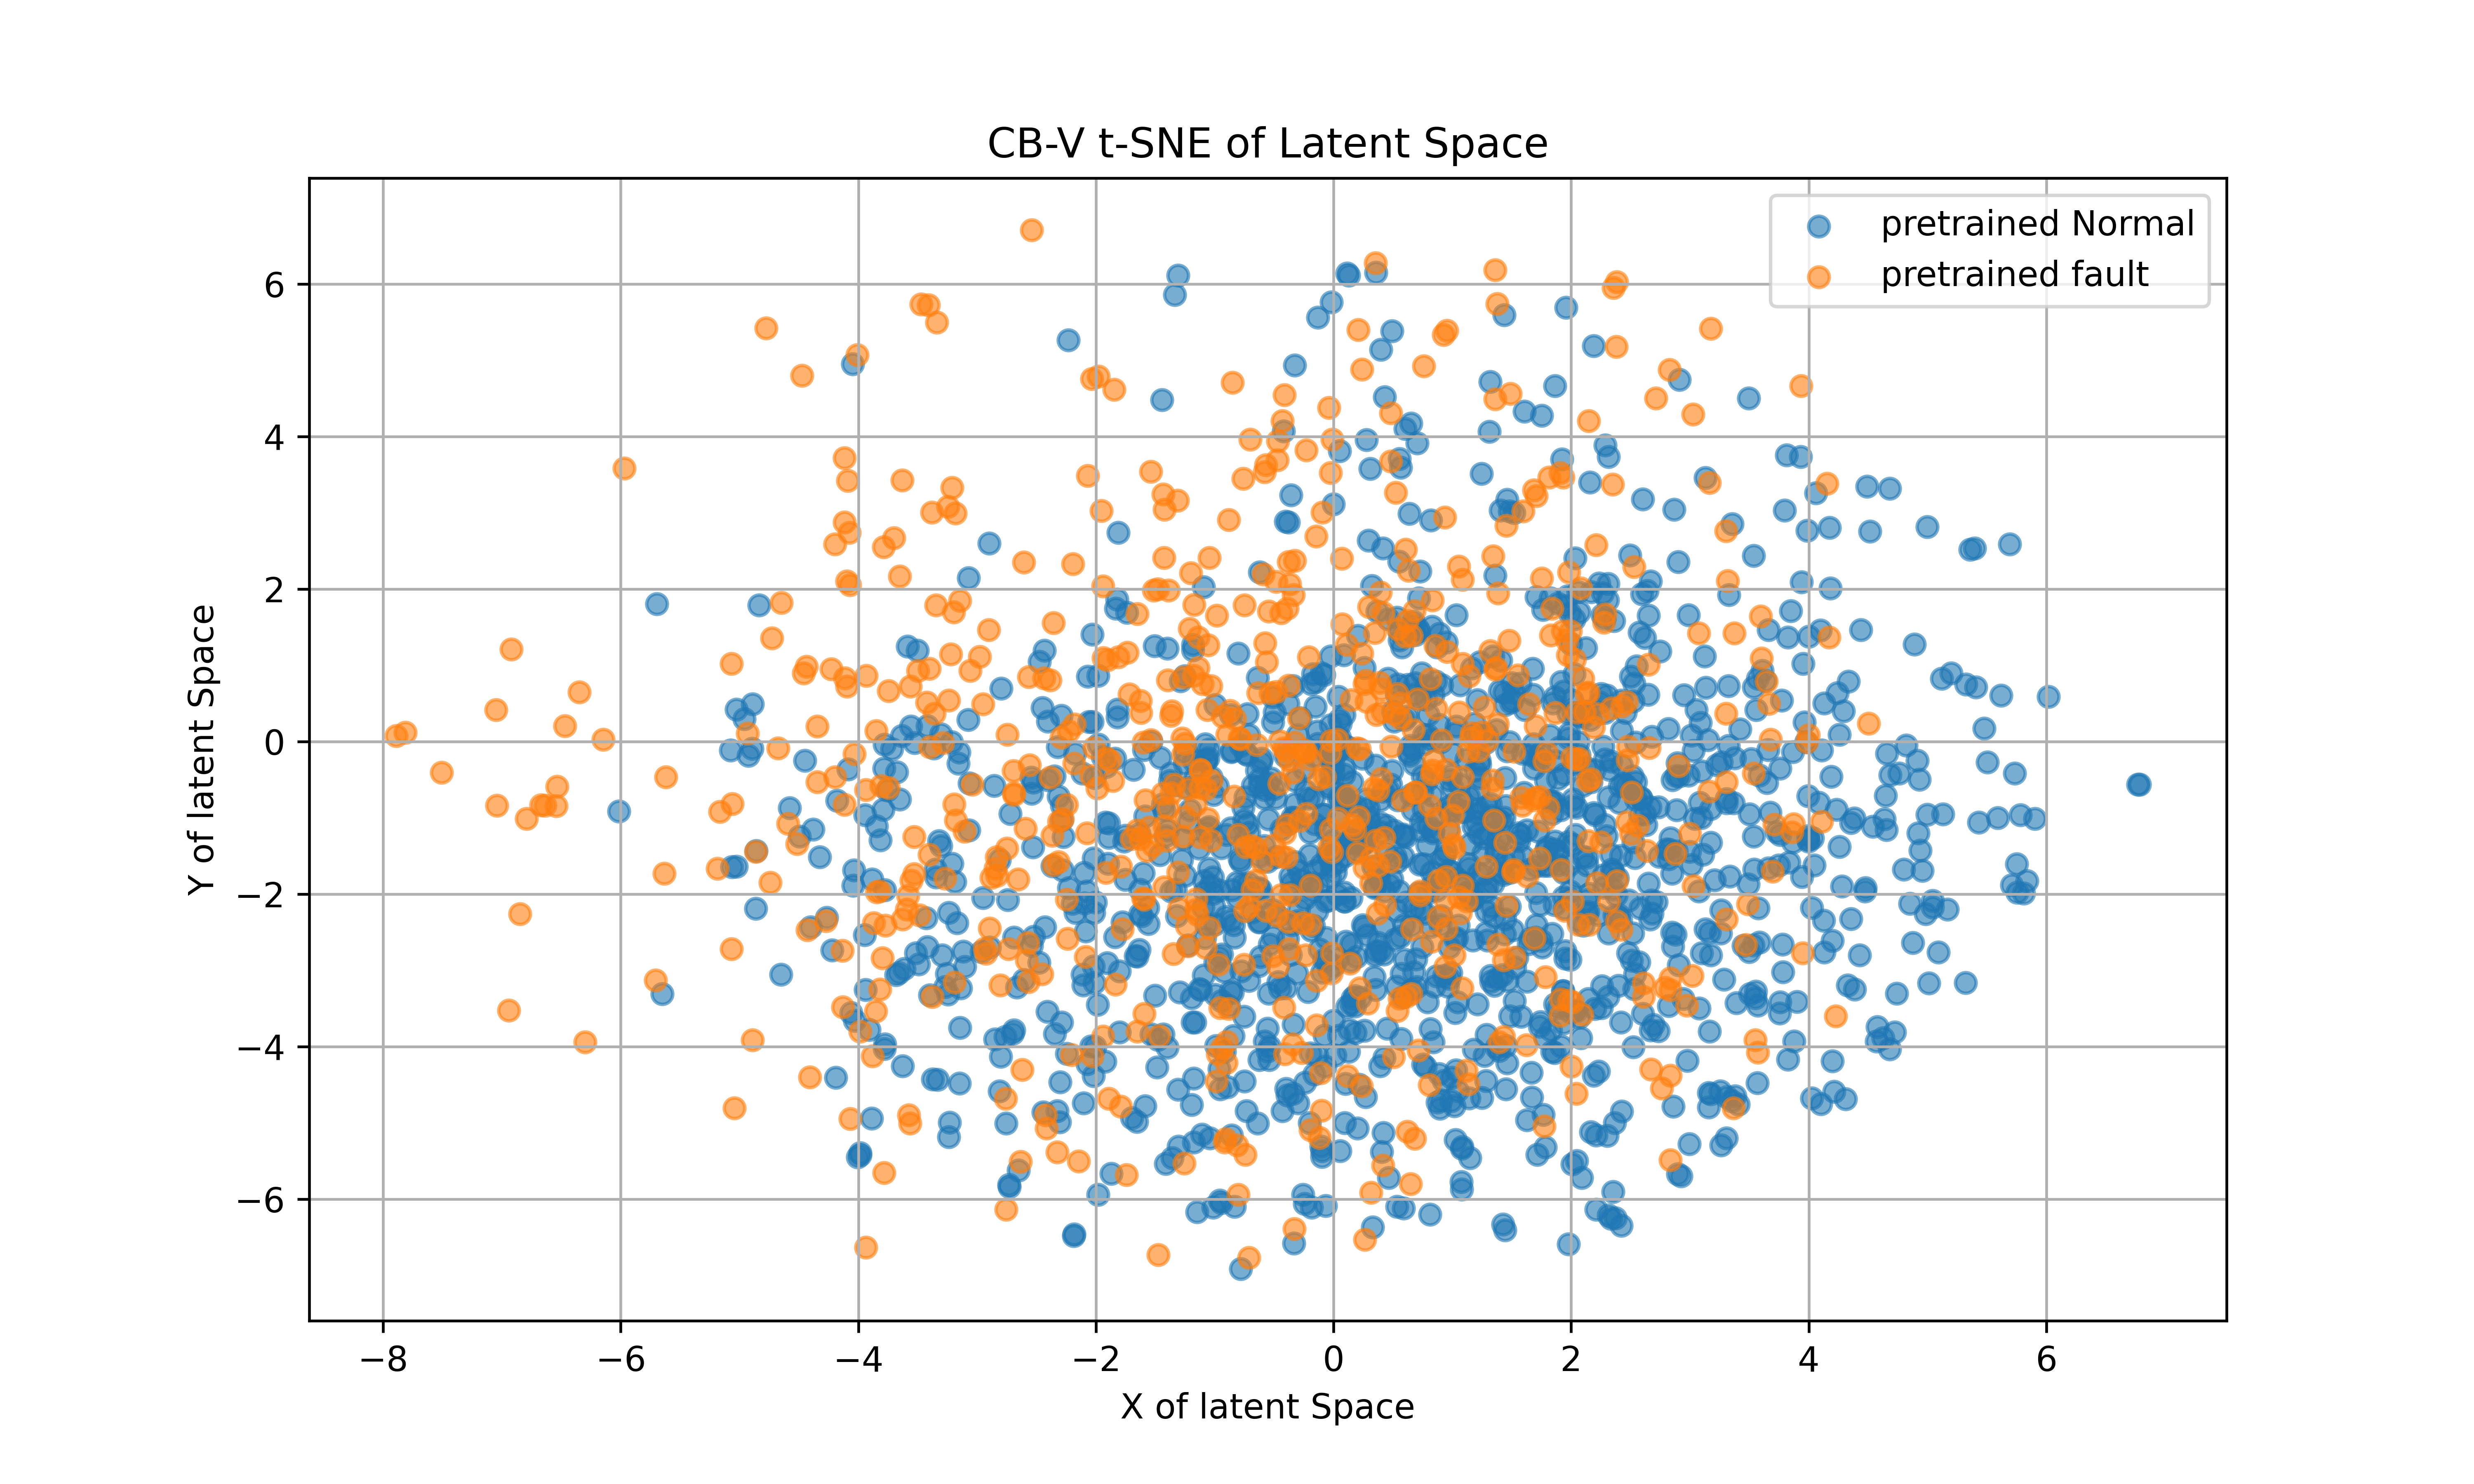 CB-V t-SNE of Latent Space
pretrained Normal
pretrained fault
Y of latent Space
6
4
2
0
−2
−4
−6
−8 −6 −4 −2 0 2 4 6
X of latent Space